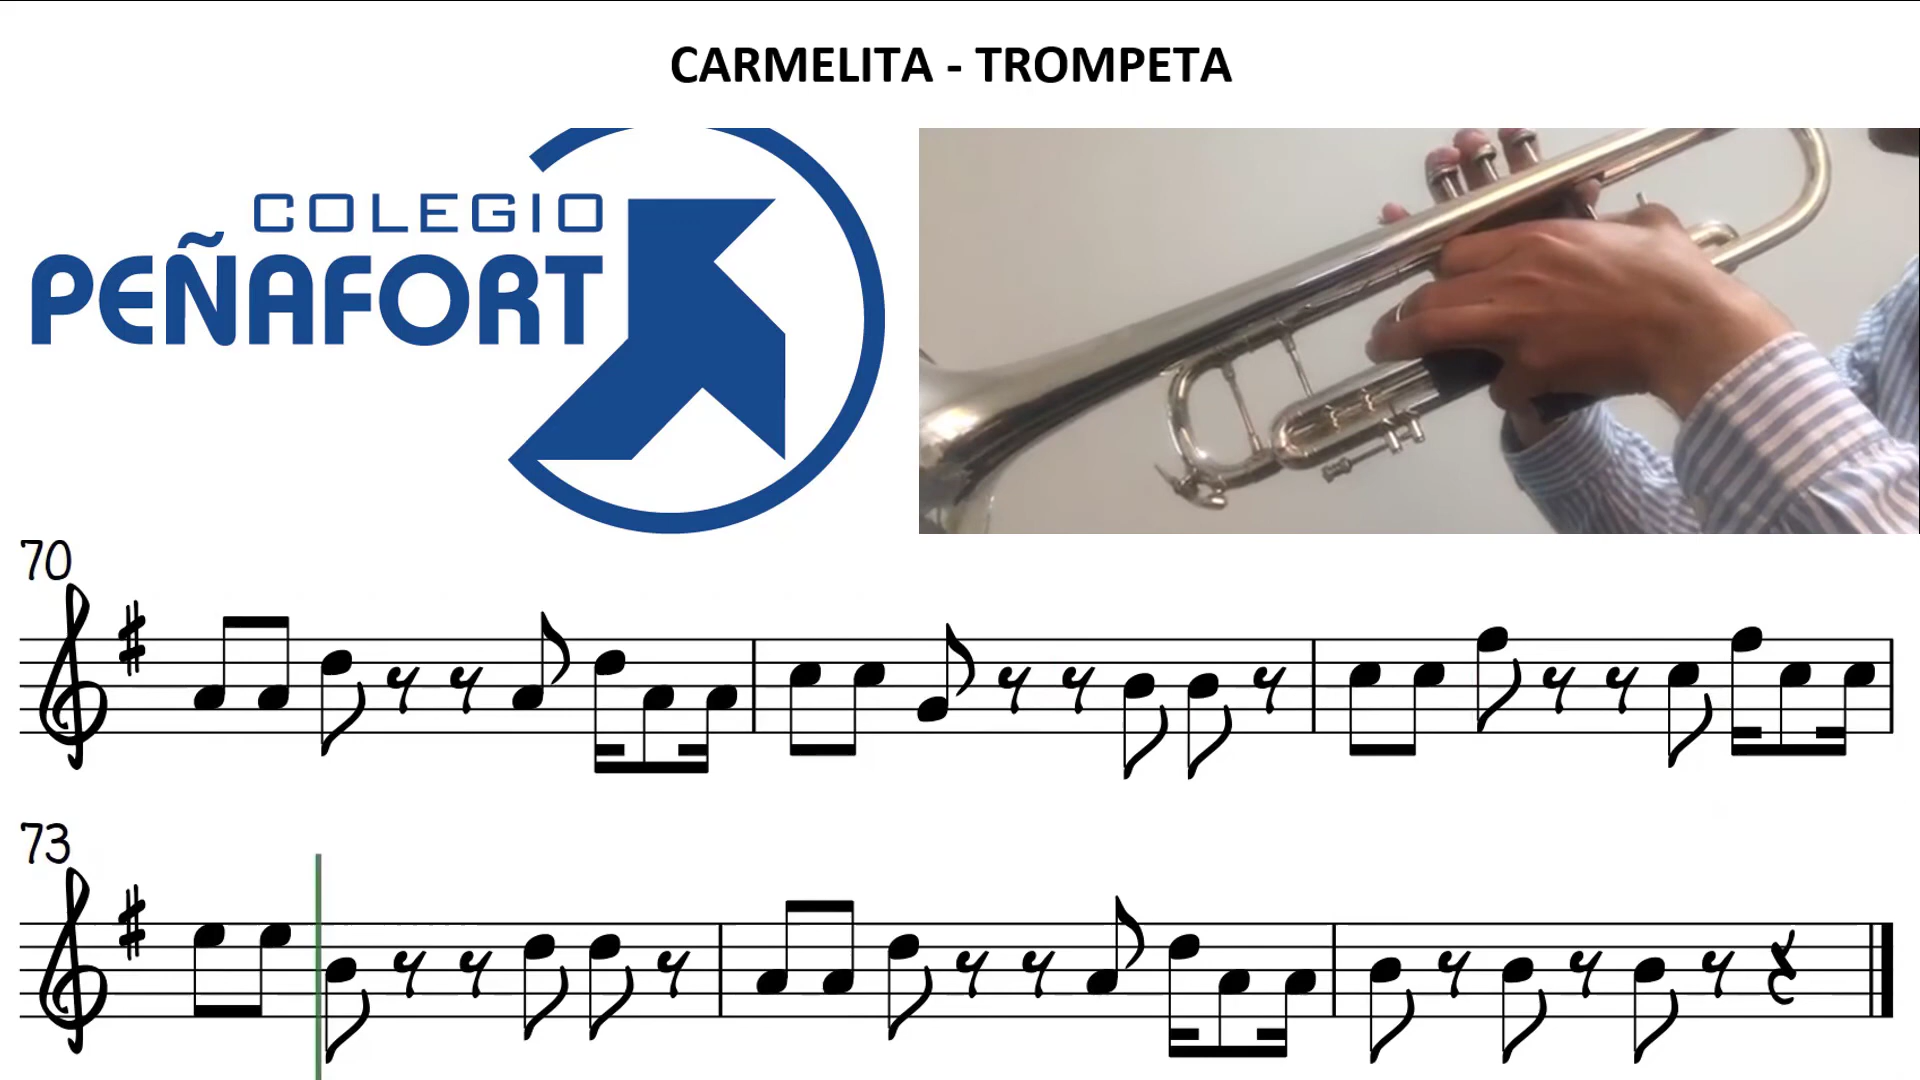 CARMELITA - TROMPETA
COLEGIO
PEÑAFORT
70
73